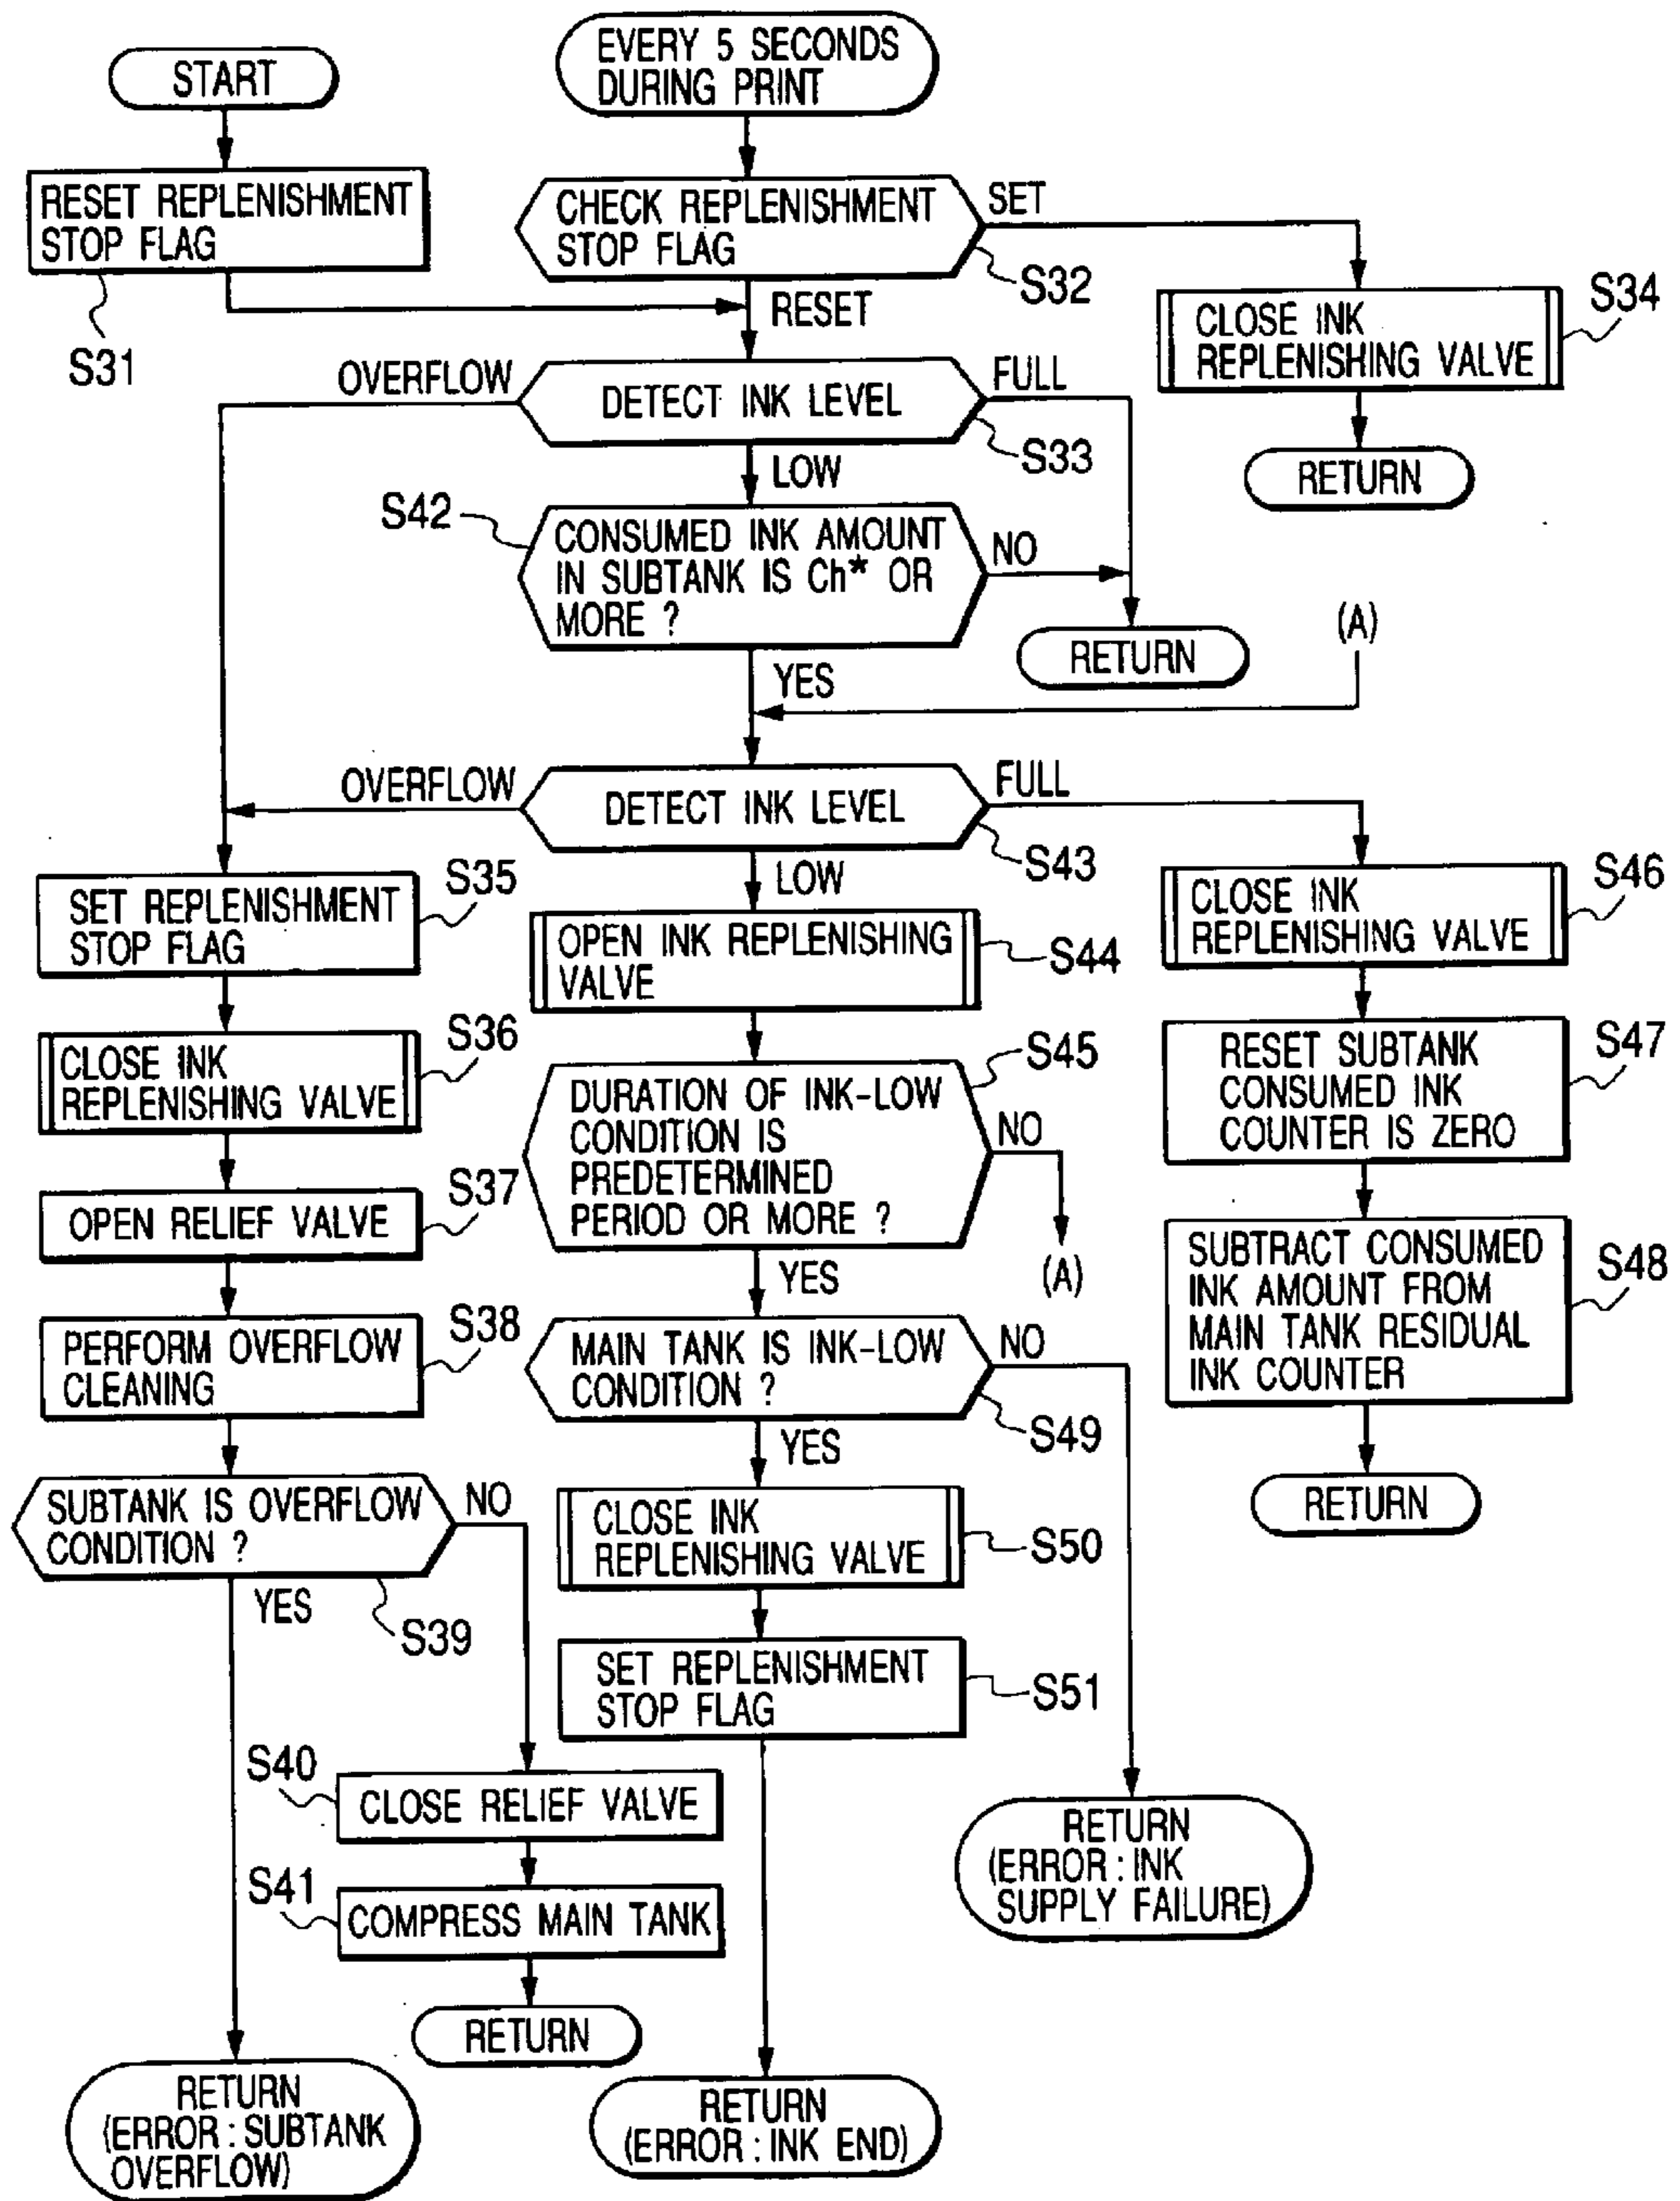 START
EVERY 5 SECONDS
DURING PRINT
RESET REPLENISHMENT
STOP FLAG
S31
CHECK REPLENISHMENT
STOP FLAG
SET
S32
RESET
CLOSE INK
REPLENISHING VALVE
S34
RETURN
OVERFLOW
DETECT INK LEVEL
FULL
S33
LOW
S42
CONSUMED INK AMOUNT
IN SUBTANK IS Ch* OR
MORE ?
NO
RETURN
(A)
YES
OVERFLOW
DETECT INK LEVEL
FULL
S43
LOW
SET REPLENISHMENT
STOP FLAG
S35
OPEN INK REPLENISHING
VALVE
S44
CLOSE INK
REPLENISHING VALVE
S46
CLOSE INK
REPLENISHING VALVE
S36
DURATION OF INK-LOW
CONDITION IS
PREDETERMINED
PERIOD OR MORE ?
S45
NO
(A)
YES
RESET SUBTANK
CONSUMED INK
COUNTER IS ZERO
S47
OPEN RELIEF VALVE
S37
SUBTRACT CONSUMED
INK AMOUNT FROM
MAIN TANK RESIDUAL
INK COUNTER
S48
RETURN
PERFORM OVERFLOW
CLEANING
S38
MAIN TANK IS INK-LOW
CONDITION ?
NO
S49
YES
SUBTANK IS OVERFLOW
CONDITION ?
NO
YES
S39
CLOSE INK
REPLENISHING VALVE
S50
SET REPLENISHMENT
STOP FLAG
S51
S40
CLOSE RELIEF VALVE
S41
COMPRESS MAIN TANK
RETURN
RETURN
(ERROR : INK
SUPPLY FAILURE)
RETURN
(ERROR : SUBTANK
OVERFLOW)
RETURN
(ERROR : INK END)